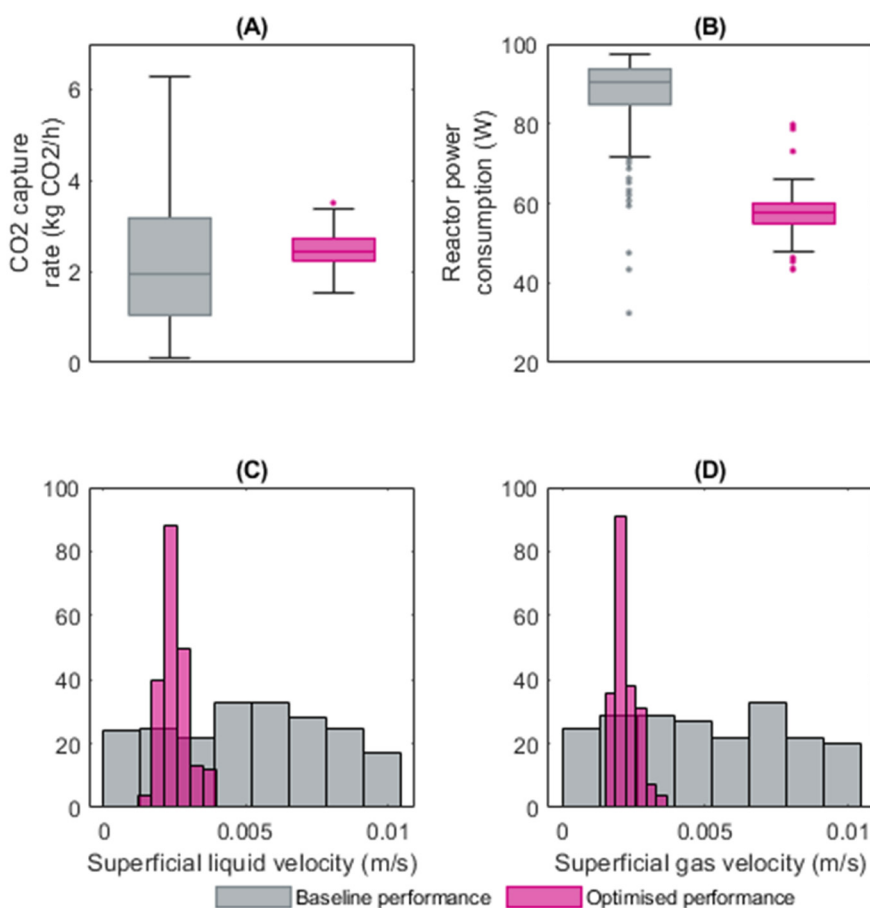 (A)
CO2 capture
rate (kg CO2/h)
6
4
2
0
(B)
Reactor power
consumption (W)
100
80
60
40
20
(C)
100
80
60
40
20
0
0 0.005 0.01
Superficial liquid velocity (m/s)
(D)
100
80
60
40
20
0
0 0.005 0.01
Superficial gas velocity (m/s)
Baseline performance Optimised performance